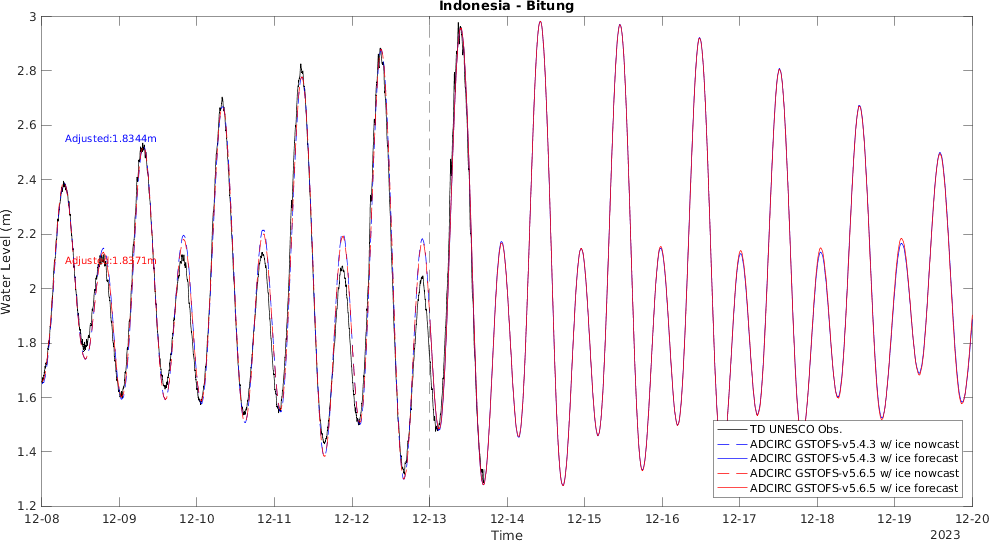 Indonesia - Bitung
3
2.8
2.6
2.4
2.2
2
1.8
1.6
1.4
1.2
Water Level (m)
Adjusted:1.8344m
Adjusted:1.8371m
TD UNESCO Obs.
ADCIRC GSTOFS-v5.4.3 w/ ice nowcast
ADCIRC GSTOFS-v5.4.3 w/ ice forecast
ADCIRC GSTOFS-v5.6.5 w/ ice nowcast
ADCIRC GSTOFS-v5.6.5 w/ ice forecast
12-08 12-09 12-10 12-11 12-12 12-13 12-14 12-15 12-16 12-17 12-18 12-19 12-20
Time
2023